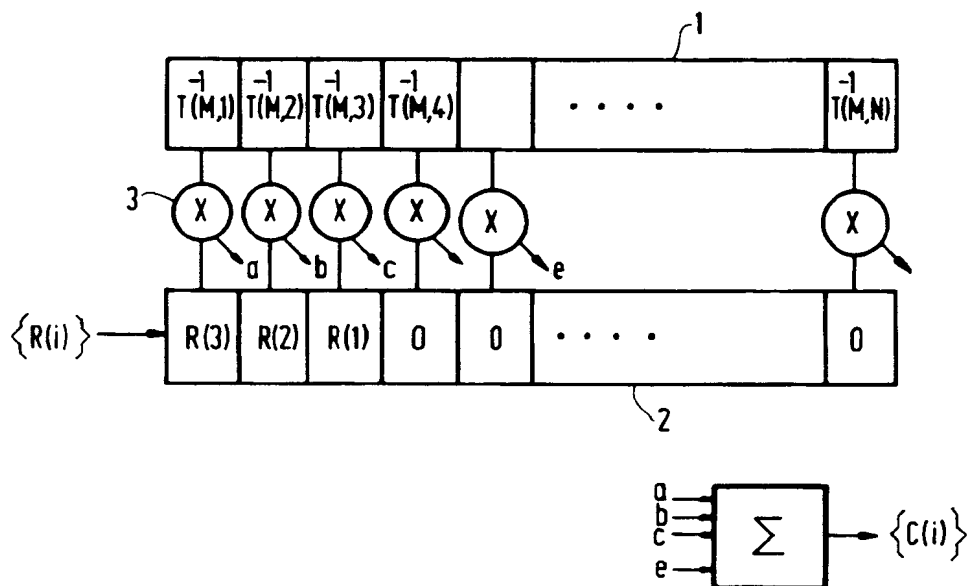 1
-1 -1 -1 -1 -1
T(M,1) T(M,2) T(M,3) T(M,4) . . . . T(M,N)
3 X X X X X X
a b c e
{R(i)} R(3) R(2) R(1) 0 0 . . . . 0
2
a
b
c
e
Σ {C(i)}